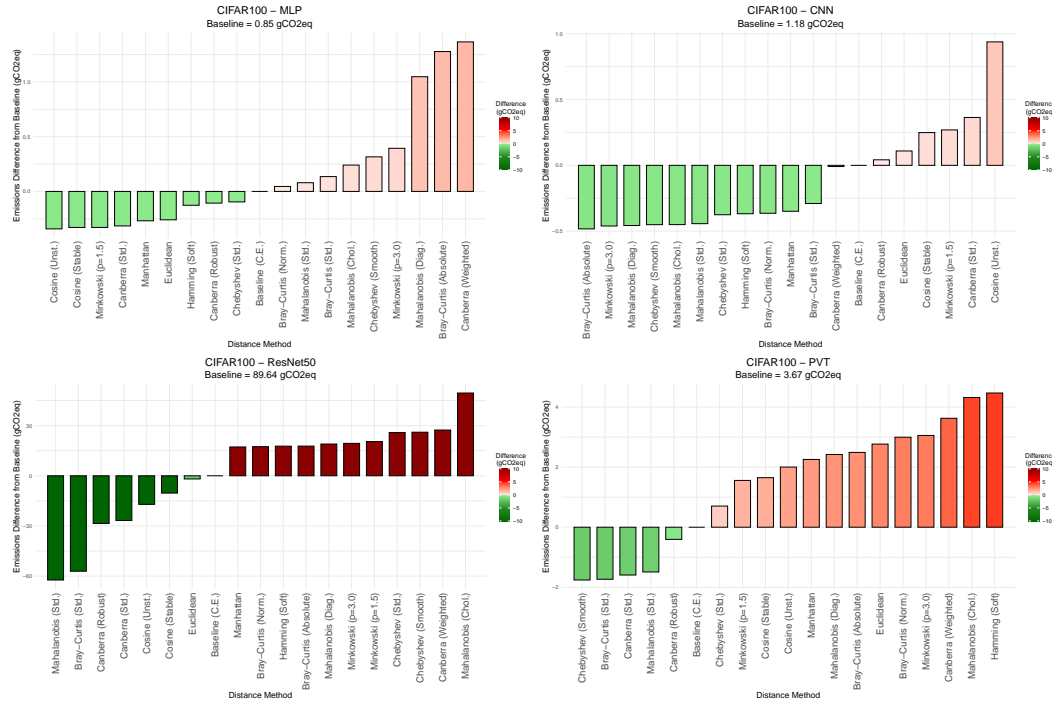 CIFAR100 – MLP
Baseline = 0.85 gCO2eq
Emissions Difference from Baseline (gCO2eq)
1.0
0.5
0.0
Cosine (Unst.)
Cosine (Stable)
Minkowski (p=1.5)
Canberra (Std.)
Manhattan
Euclidean
Hamming (Soft)
Canberra (Robust)
Chebyshev (Std.)
Baseline (C.E.)
Bray−Curtis (Norm.)
Mahalanobis (Std.)
Bray−Curtis (Std.)
Mahalanobis (Chol.)
Chebyshev (Smooth)
Minkowski (p=3.0)
Mahalanobis (Diag.)
Bray−Curtis (Absolute)
Canberra (Weighted)
Distance Method
Difference
(gCO2eq)
10
5
0
−5
−10
CIFAR100 – CNN
Baseline = 1.18 gCO2eq
Emissions Difference from Baseline (gCO2eq)
1.0
0.5
0.0
−0.5
Bray−Curtis (Absolute)
Minkowski (p=3.0)
Mahalanobis (Diag.)
Chebyshev (Smooth)
Mahalanobis (Chol.)
Mahalanobis (Std.)
Chebyshev (Std.)
Hamming (Soft)
Bray−Curtis (Norm.)
Manhattan
Bray−Curtis (Std.)
Canberra (Weighted)
Baseline (C.E.)
Canberra (Robust)
Euclidean
Cosine (Stable)
Minkowski (p=1.5)
Canberra (Std.)
Cosine (Unst.)
Distance Method
Difference
(gCO2eq)
10
5
0
−5
−10
CIFAR100 – ResNet50
Baseline = 89.64 gCO2eq
Emissions Difference from Baseline (gCO2eq)
30
0
−30
−60
Mahalanobis (Std.)
Bray−Curtis (Std.)
Canberra (Robust)
Canberra (Std.)
Cosine (Unst.)
Cosine (Stable)
Euclidean
Baseline (C.E.)
Manhattan
Bray−Curtis (Norm.)
Hamming (Soft)
Bray−Curtis (Absolute)
Mahalanobis (Diag.)
Minkowski (p=3.0)
Minkowski (p=1.5)
Chebyshev (Std.)
Chebyshev (Smooth)
Canberra (Weighted)
Mahalanobis (Chol.)
Distance Method
Difference
(gCO2eq)
10
5
0
−5
−10
CIFAR100 – PVT
Baseline = 3.67 gCO2eq
Emissions Difference from Baseline (gCO2eq)
4
2
0
−2
Chebyshev (Smooth)
Bray−Curtis (Std.)
Canberra (Std.)
Mahalanobis (Std.)
Canberra (Robust)
Baseline (C.E.)
Chebyshev (Std.)
Minkowski (p=1.5)
Cosine (Stable)
Cosine (Unst.)
Manhattan
Mahalanobis (Diag.)
Bray−Curtis (Absolute)
Euclidean
Bray−Curtis (Norm.)
Minkowski (p=3.0)
Canberra (Weighted)
Mahalanobis (Chol.)
Hamming (Soft)
Distance Method
Difference
(gCO2eq)
10
5
0
−5
−10